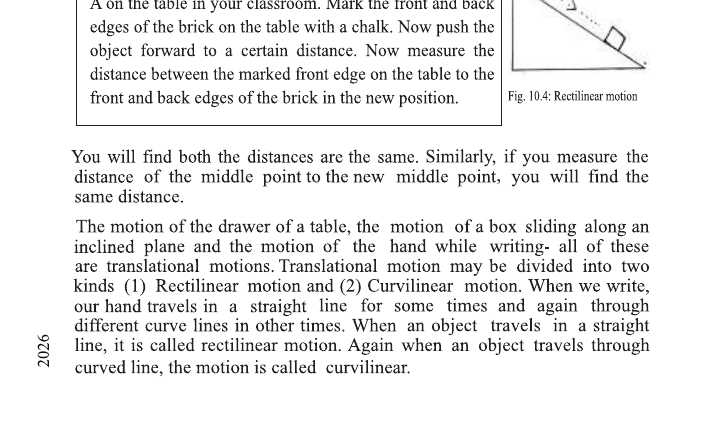 A on the table in your classroom. Mark the front and back
edges of the brick on the table with a chalk. Now push the
object forward to a certain distance. Now measure the
distance between the marked front edge on the table to the
front and back edges of the brick in the new position.
Fig. 10.4: Rectilinear motion
You will find both the distances are the same. Similarly, if you measure the
distance of the middle point to the new middle point, you will find the
same distance.
The motion of the drawer of a table, the motion of a box sliding along an
inclined plane and the motion of the hand while writing- all of these
are translational motions. Translational motion may be divided into two
kinds (1) Rectilinear motion and (2) Curvilinear motion. When we write,
our hand travels in a straight line for some times and again through
different curve lines in other times. When an object travels in a straight
line, it is called rectilinear motion. Again when an object travels through
curved line, the motion is called curvilinear.
2026